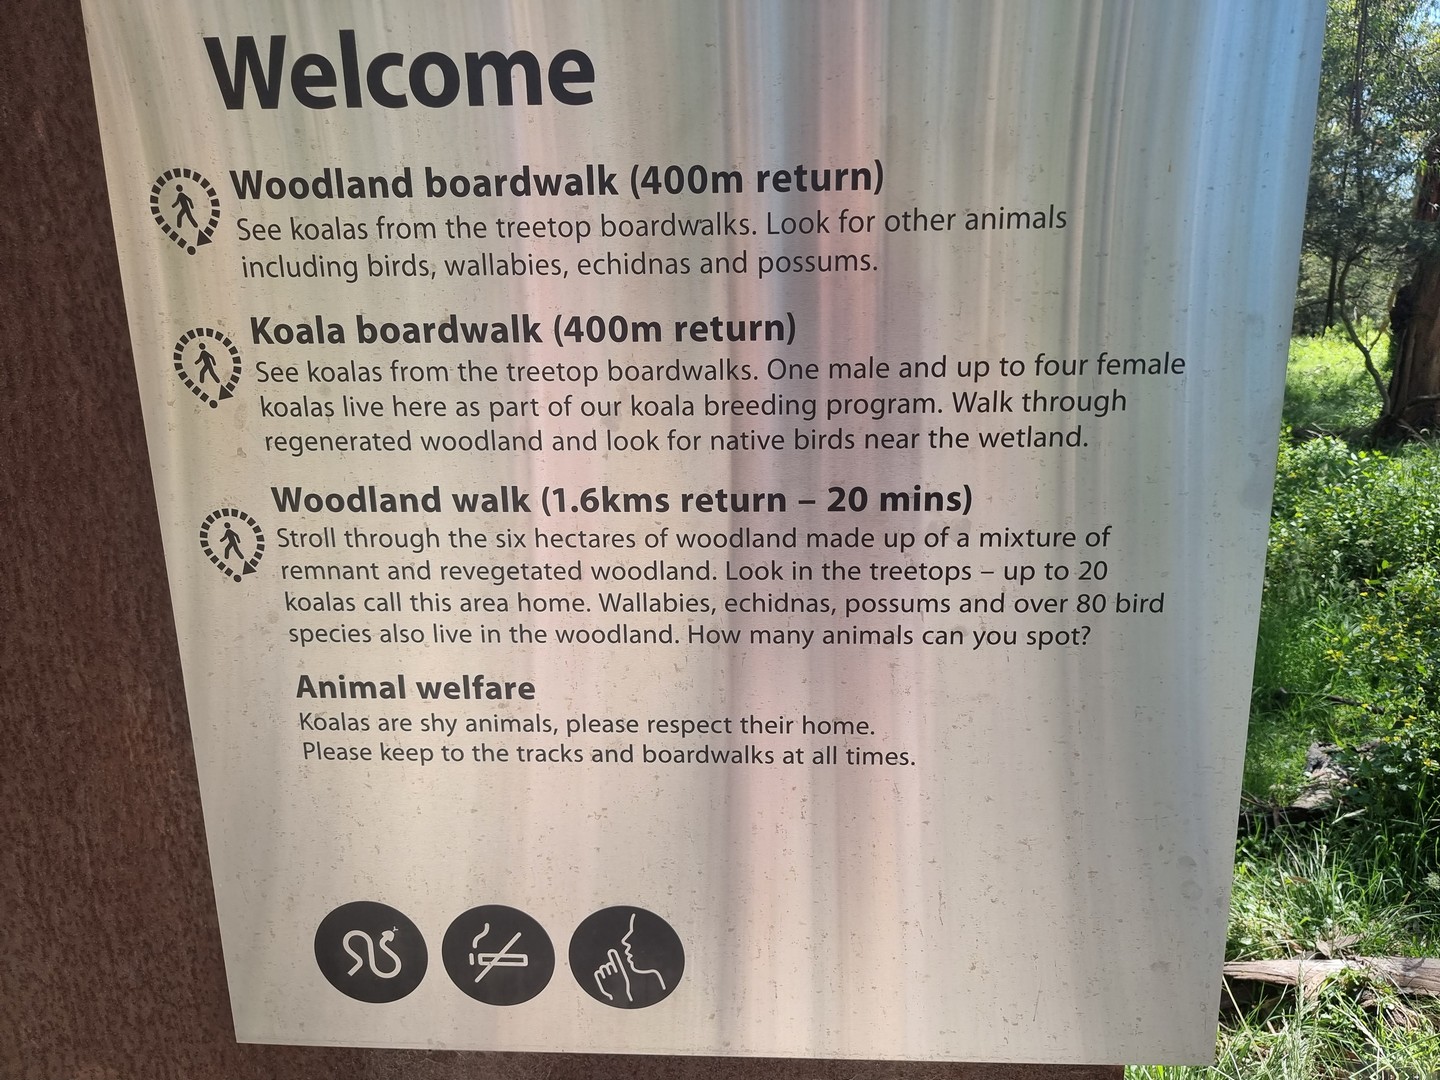 Welcome
Woodland boardwalk (400m return)
See koalas from the treetop boardwalks. Look for other animals
including birds, wallabies, echidnas and possums.
Koala boardwalk (400m return)
See koalas from the treetop boardwalks. One male and up to four female
koalas live here as part of our koala breeding program. Walk through
regenerated woodland and look for native birds near the wetland.
Woodland walk (1.6kms return – 20 mins)
Stroll through the six hectares of woodland made up of a mixture of
remnant and revegetated woodland. Look in the treetops – up to 20
koalas call this area home. Wallabies, echidnas, possums and over 80 bird
species also live in the woodland. How many animals can you spot?
Animal welfare
Koalas are shy animals, please respect their home.
Please keep to the tracks and boardwalks at all times.